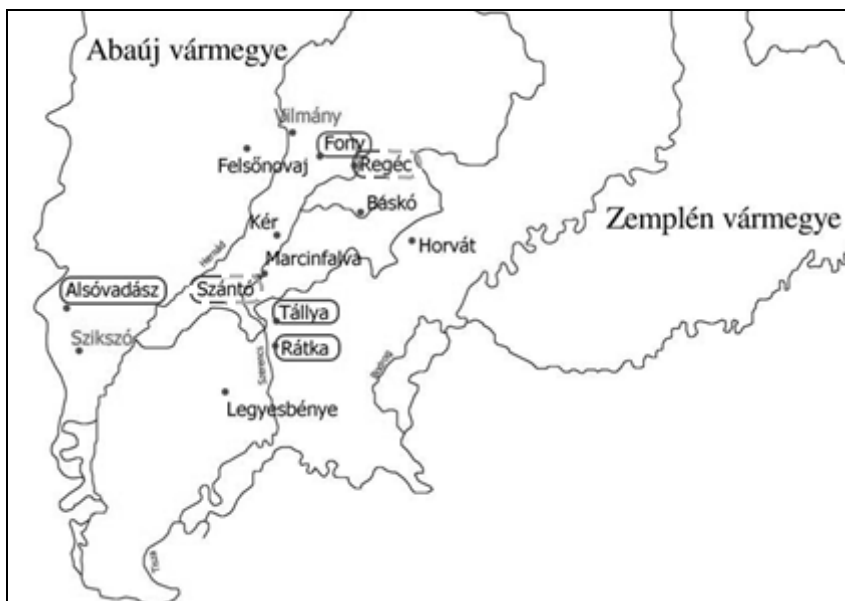 Abaúj vármegye
Vilmány
Fony
Felsőnovaj
Regéc
Báskó
Zemplén vármegye
Kér
Horvát
Hernád
Marcinfalva
Alsóvadász
Szántó
Tállya
Szikszó
Rátka
Szerencs
Bodrog
Legyesbénye
Tisza